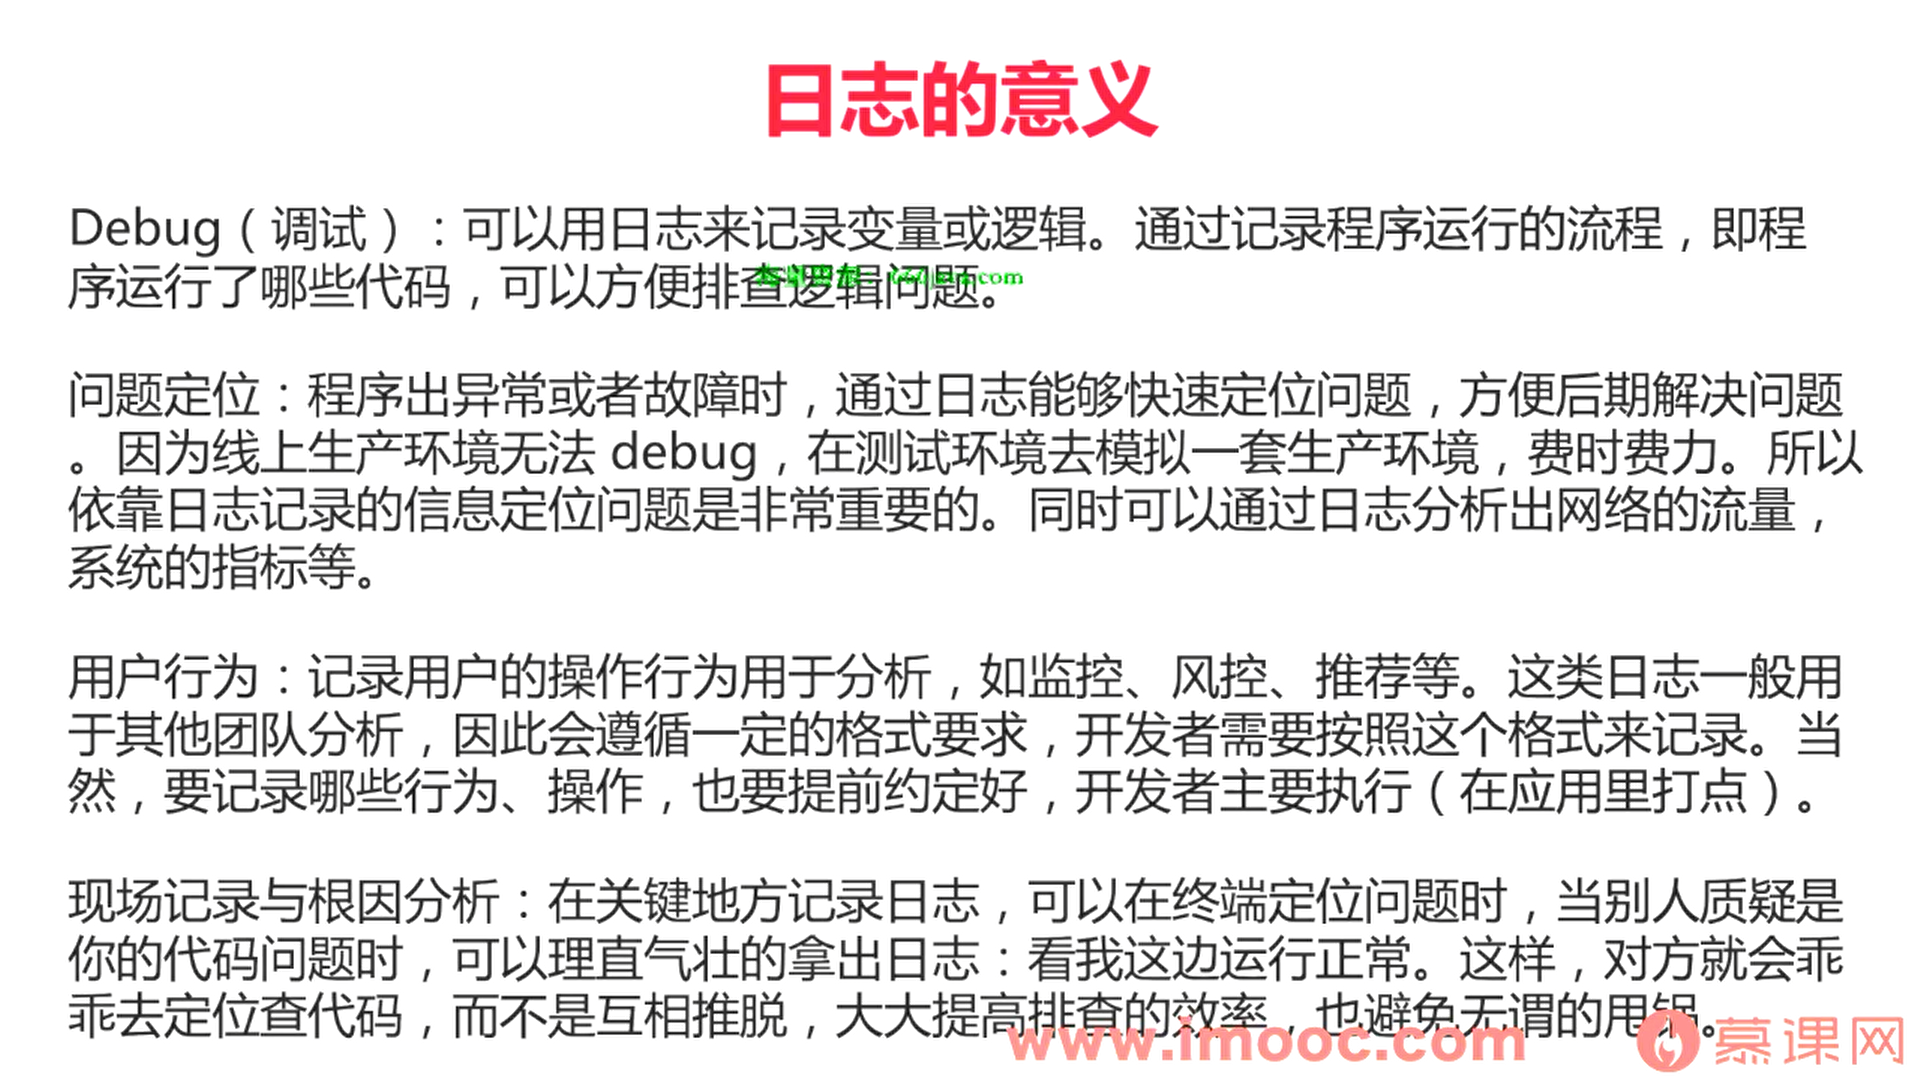 日志的意义
Debug（调试）：可以用日志来记录变量或逻辑。通过记录程序运行的流程，即程
序运行了哪些代码，可以方便排查逻辑问题。
问题定位：程序出异常或者故障时，通过日志能够快速定位问题，方便后期解决问题
。因为线上生产环境无法 debug，在测试环境去模拟一套生产环境，费时费力。所以
依靠日志记录的信息定位问题是非常重要的。同时可以通过日志分析出网络的流量，
系统的指标等。
用户行为：记录用户的操作行为用于分析，如监控、风控、推荐等。这类日志一般用
于其他团队分析，因此会遵循一定的格式要求，开发者需要按照这个格式来记录。当
然，要记录哪些行为、操作，也要提前约定好，开发者主要执行（在应用里打点）。
现场记录与根因分析：在关键地方记录日志，可以在终端定位问题时，当别人质疑是
你的代码问题时，可以理直气壮的拿出日志：看我这边运行正常。这样，对方就会乖
乖去定位查代码，而不是互相推脱，大大提高排查的效率，也避免无谓的甩锅。
www.imooc.com
慕课网